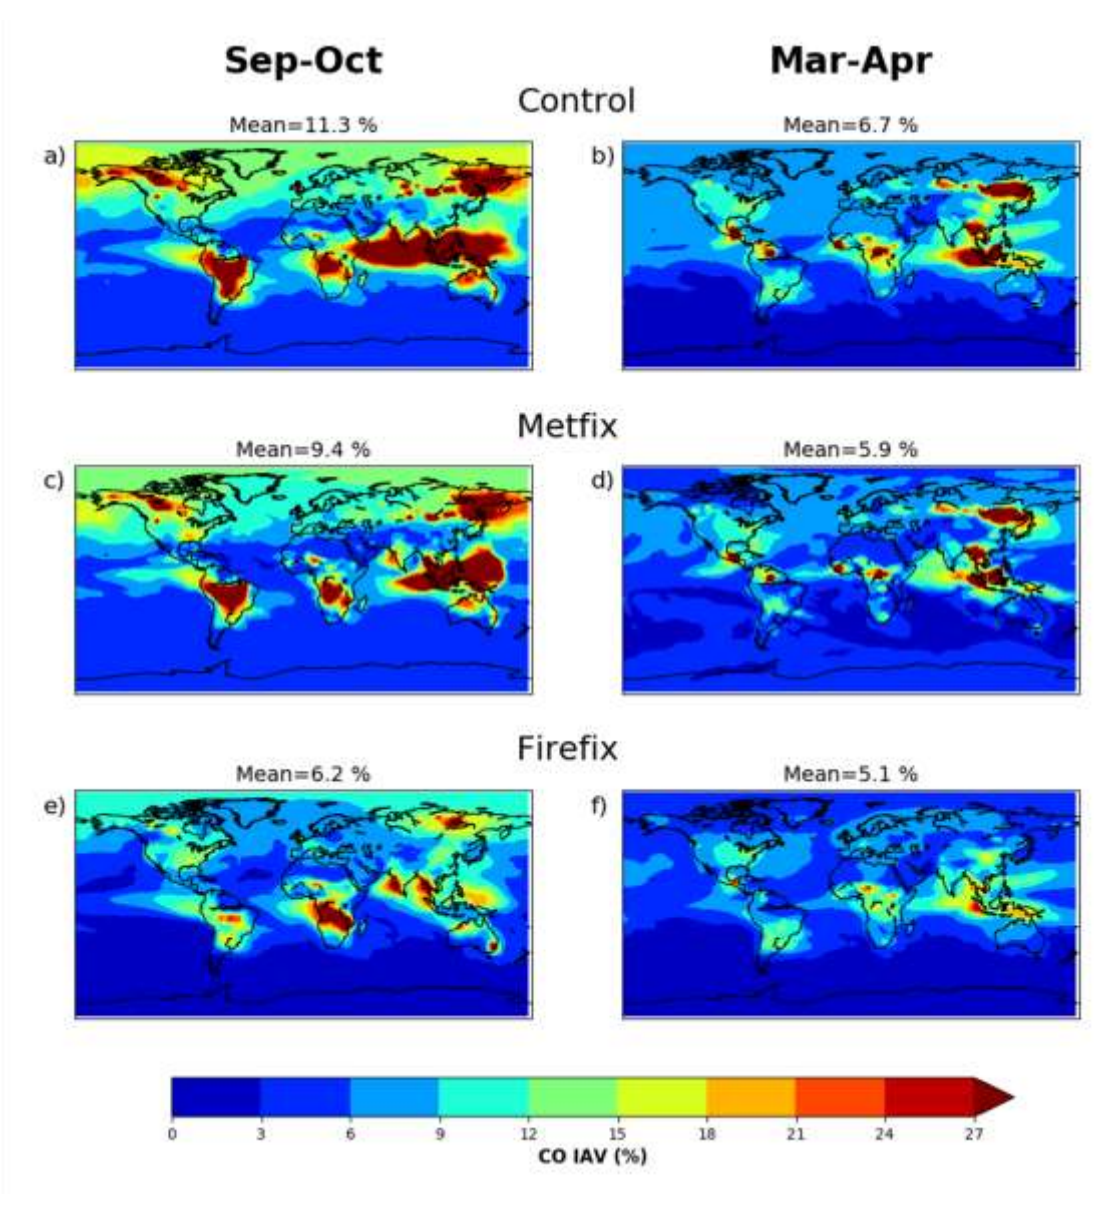 Sep-Oct Mar-Apr
Control
Mean=11.3 % Mean=6.7 %
a) b)
Metfix
Mean=9.4 % Mean=5.9 %
c) d)
Firefix
Mean=6.2 % Mean=5.1 %
e) f)
0 3 6 9 12 15 18 21 24 27
CO IAV (%)